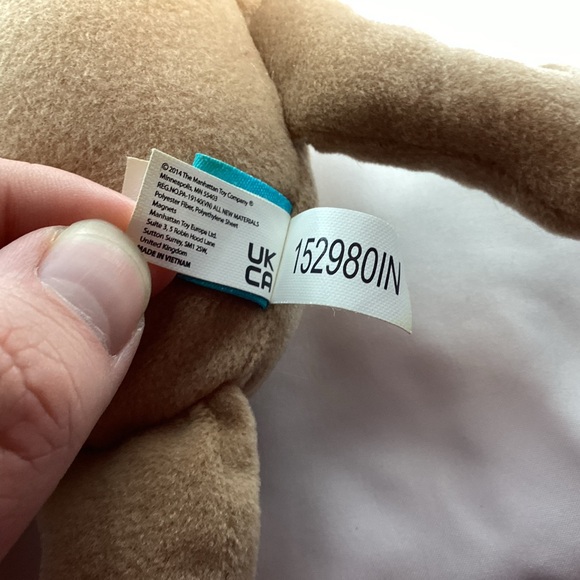 ©2014 The Manhattan Toy Company®
Minneapolis, MN 55403
REG.NO.PA-1914(VN) ALL NEW MATERIALS
Polyester Fiber, Polyethylene Sheet
Magnets
Manhattan Toy Europe Ltd.
Suite 3, 5 Robin Hood Lane
Sutton Surrey, SM1 2SW
United Kingdom
MADE IN VIETNAM
UK
CA
152980IN